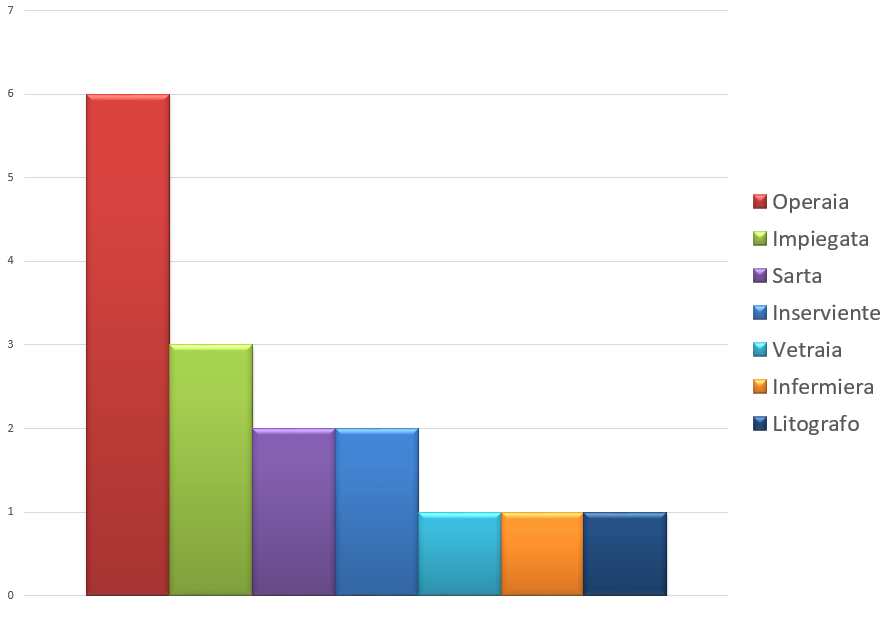 7
6
5
4
3
2
1
0
Operaia
Impiegata
Sarta
Inserviente
Vetraia
Infermiera
Litografo